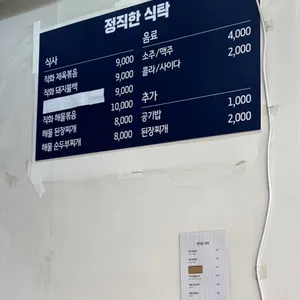 정직한 식탁
식사
직화 제육볶음 9,000
직화 돼지불백 9,000
9,000
직화 해물볶음 10,000
해물 된장찌개 8,000
해물 순두부찌개 8,000
음료
소주/맥주 4,000
콜라/사이다 2,000
추가
공기밥 1,000
된장찌개 2,000